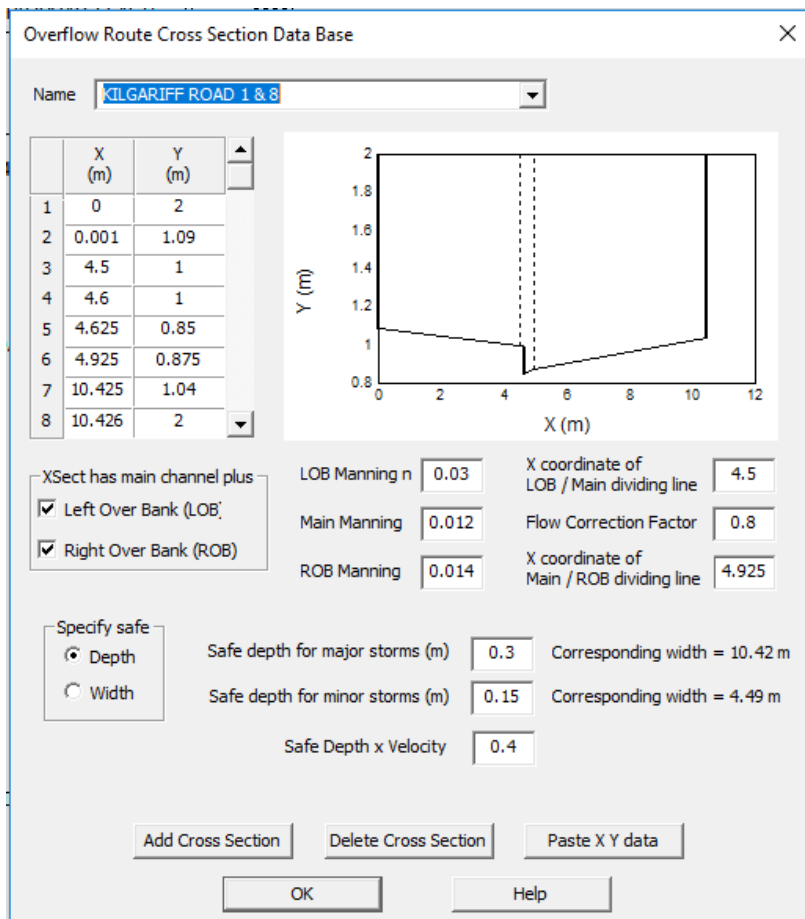 Overflow Route Cross Section Data Base
Name KILGARIFF ROAD 1 & 8
X (m) Y (m)
1 0 2
2 0.001 1.09
3 4.5 1
4 4.6 1
5 4.625 0.85
6 4.925 0.875
7 10.425 1.04
8 10.426 2
2
1.8
1.6
1.4
1.2
1
0.8
Y (m)
0 2 4 6 8 10 12
X (m)
XSect has main channel plus
Left Over Bank (LOB)
Right Over Bank (ROB)
LOB Manning n 0.03
Main Manning 0.012
ROB Manning 0.014
X coordinate of
LOB / Main dividing line 4.5
Flow Correction Factor 0.8
X coordinate of
Main / ROB dividing line 4.925
Specify safe
Depth
Width
Safe depth for major storms (m) 0.3 Corresponding width = 10.42 m
Safe depth for minor storms (m) 0.15 Corresponding width = 4.49 m
Safe Depth x Velocity 0.4
Add Cross Section Delete Cross Section Paste X Y data
OK Help